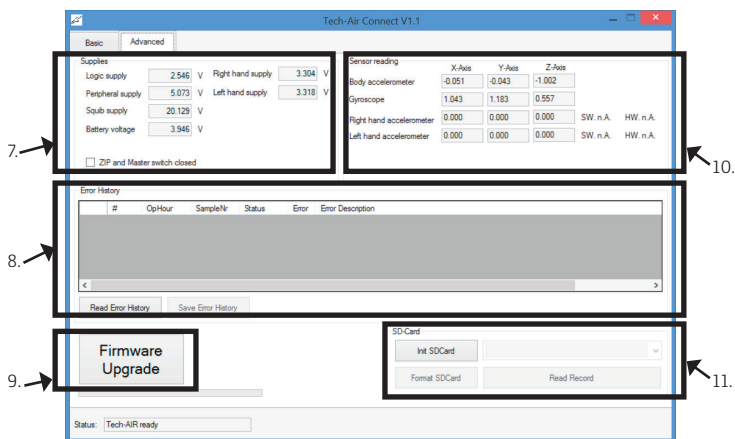 Tech-Air Connect V1.1
Basic Advanced
Supplies
Logic supply 2.546 V Right hand supply 3.304 V
Peripheral supply 5.073 V Left hand supply 3.318 V
Squib supply 20.129 V
Battery voltage 3.946 V
ZIP and Master switch closed
7.
Sensor reading
X-Axis Y-Axis Z-Axis
Body accelerometer -0.051 -0.043 -1.002
Gyroscope 1.043 1.183 0.557
Right hand accelerometer 0.000 0.000 0.000 SW. n.A. HW. n.A.
Left hand accelerometer 0.000 0.000 0.000 SW. n.A. HW. n.A.
10.
Error History
# OpHour SampleNr Status Error Error Description
8.
Read Error History Save Error History
Firmware
Upgrade
9.
SD-Card
Init SDCard
Format SDCard Read Record
11.
Status: Tech-AIR ready